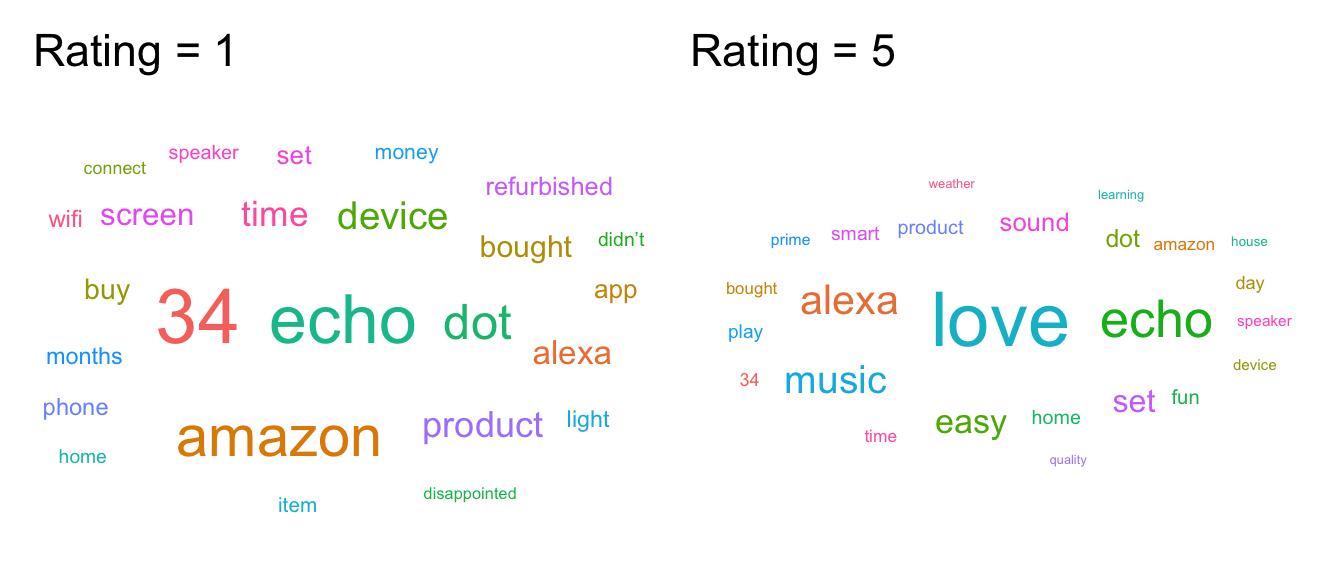 Rating = 1
speaker set money
connect
refurbished
wifi screen time device
bought didn’t
buy 34 echo dot app
months alexa
phone product light
home amazon
item disappointed
Rating = 5
weather
learning
prime smart product sound dot amazon house
bought alexa love echo day
play speaker
34 music device
easy home set fun
time
quality